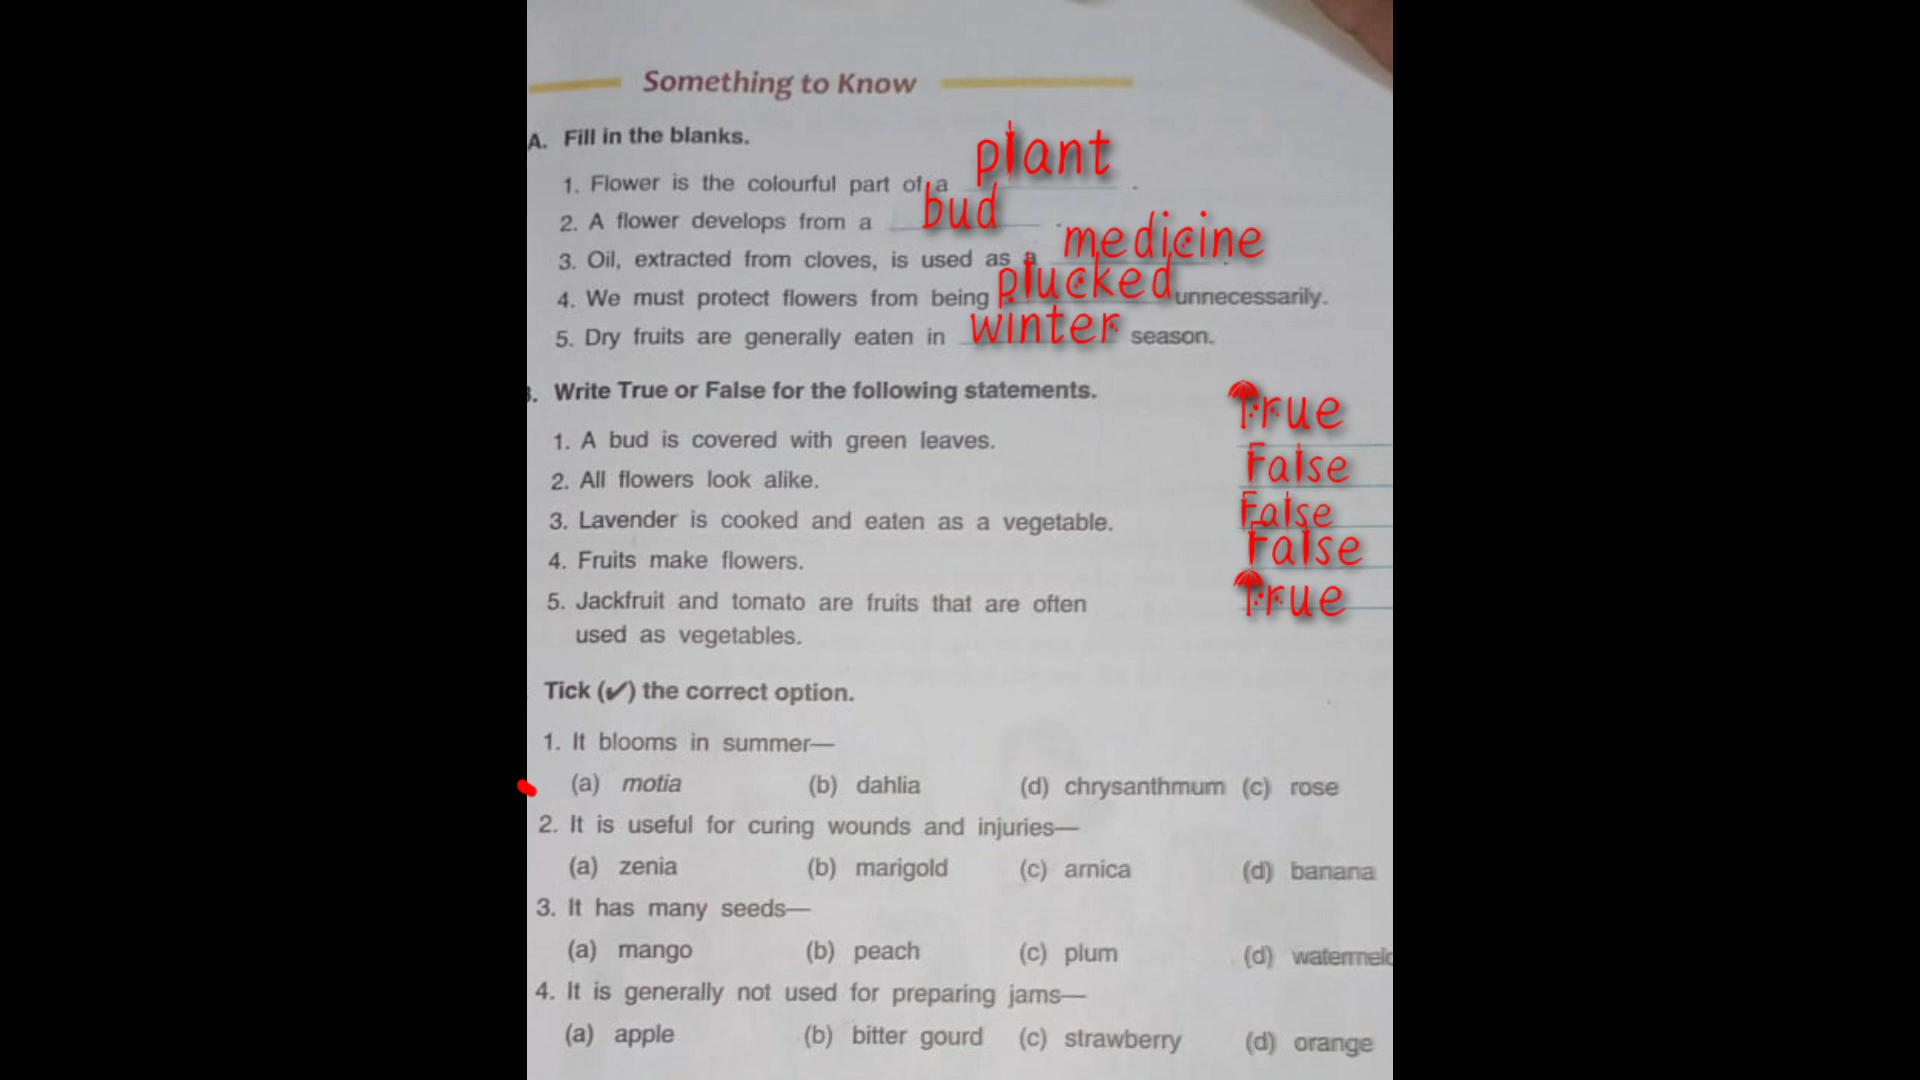 Something to Know
A. Fill in the blanks.
1. Flower is the colourful part of a plant .
2. A flower develops from a bud .
3. Oil, extracted from cloves, is used as a medicine .
4. We must protect flowers from being plucked unnecessarily.
5. Dry fruits are generally eaten in winter season.
. Write True or False for the following statements.
1. A bud is covered with green leaves. True
2. All flowers look alike. False
3. Lavender is cooked and eaten as a vegetable. False
4. Fruits make flowers. False
5. Jackfruit and tomato are fruits that are often True
used as vegetables.
Tick (✔) the correct option.
1. It blooms in summer—
(a) motia (b) dahlia (d) chrysanthmum (c) rose
2. It is useful for curing wounds and injuries—
(a) zenia (b) marigold (c) arnica (d) banana
3. It has many seeds—
(a) mango (b) peach (c) plum (d) watermelo
4. It is generally not used for preparing jams—
(a) apple (b) bitter gourd (c) strawberry (d) orange